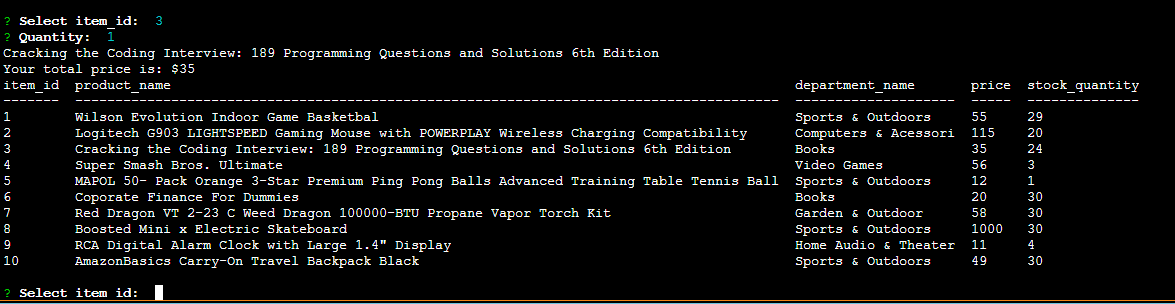 ? Select item_id: 3
? Quantity: 1
Cracking the Coding Interview: 189 Programming Questions and Solutions 6th Edition
Your total price is: $35
item_id product_name department_name price stock_quantity
------- ---------------------------------------------------------------------------------------- -------------------- ----- --------------
1 Wilson Evolution Indoor Game Basketbal Sports & Outdoors 55 29
2 Logitech G903 LIGHTSPEED Gaming Mouse with POWERPLAY Wireless Charging Compatibility Computers & Acessori 115 20
3 Cracking the Coding Interview: 189 Programming Questions and Solutions 6th Edition Books 35 24
4 Super Smash Bros. Ultimate Video Games 56 3
5 MAPOL 50- Pack Orange 3-Star Premium Ping Pong Balls Advanced Training Table Tennis Ball Sports & Outdoors 12 1
6 Coporate Finance For Dummies Books 20 30
7 Red Dragon VT 2-23 C Weed Dragon 100000-BTU Propane Vapor Torch Kit Garden & Outdoor 58 30
8 Boosted Mini x Electric Skateboard Sports & Outdoors 1000 30
9 RCA Digital Alarm Clock with Large 1.4" Display Home Audio & Theater 11 4
10 AmazonBasics Carry-On Travel Backpack Black Sports & Outdoors 49 30
? Select item id: